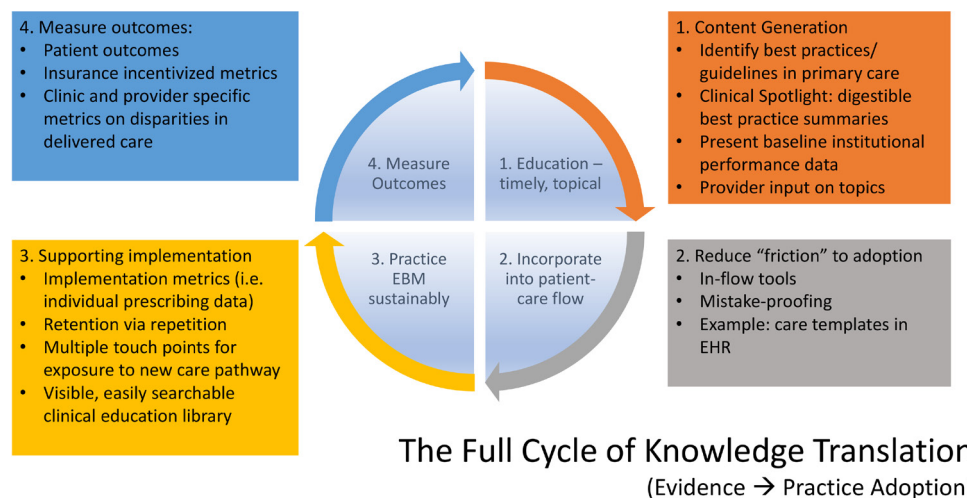 4. Measure outcomes:
• Patient outcomes
• Insurance incentivized metrics
• Clinic and provider specific
metrics on disparities in
delivered care
1. Content Generation
• Identify best practices/
guidelines in primary care
• Clinical Spotlight: digestible
best practice summaries
• Present baseline institutional
performance data
• Provider input on topics
4. Measure
Outcomes
1. Education –
timely, topical
3. Practice
EBM
sustainably
2. Incorporate
into patient-
care flow
3. Supporting implementation
• Implementation metrics (i.e.
individual prescribing data)
• Retention via repetition
• Multiple touch points for
exposure to new care pathway
• Visible, easily searchable
clinical education library
2. Reduce “friction” to adoption
• In-flow tools
• Mistake-proofing
• Example: care templates in
EHR
The Full Cycle of Knowledge Translation
(Evidence → Practice Adoption